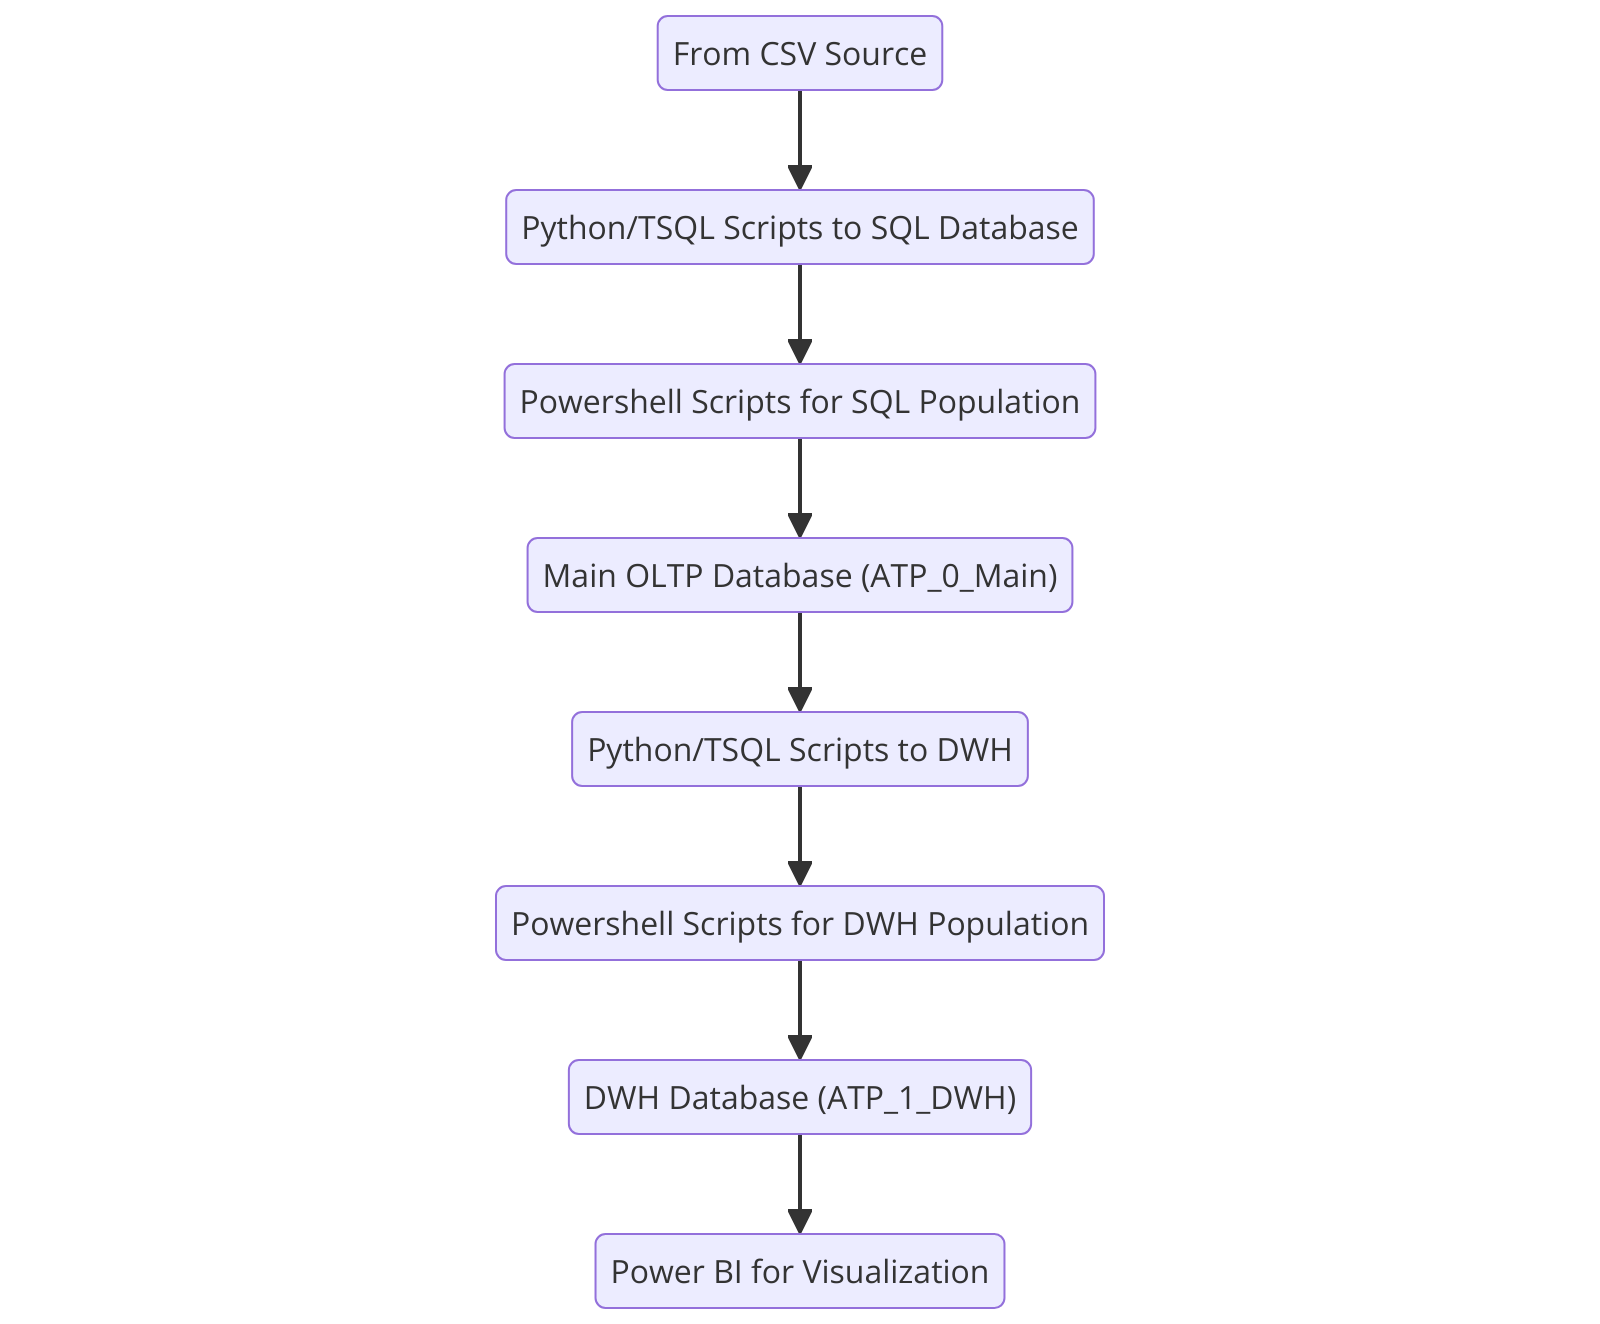 From CSV Source
Python/TSQL Scripts to SQL Database
Powershell Scripts for SQL Population
Main OLTP Database (ATP_0_Main)
Python/TSQL Scripts to DWH
Powershell Scripts for DWH Population
DWH Database (ATP_1_DWH)
Power BI for Visualization